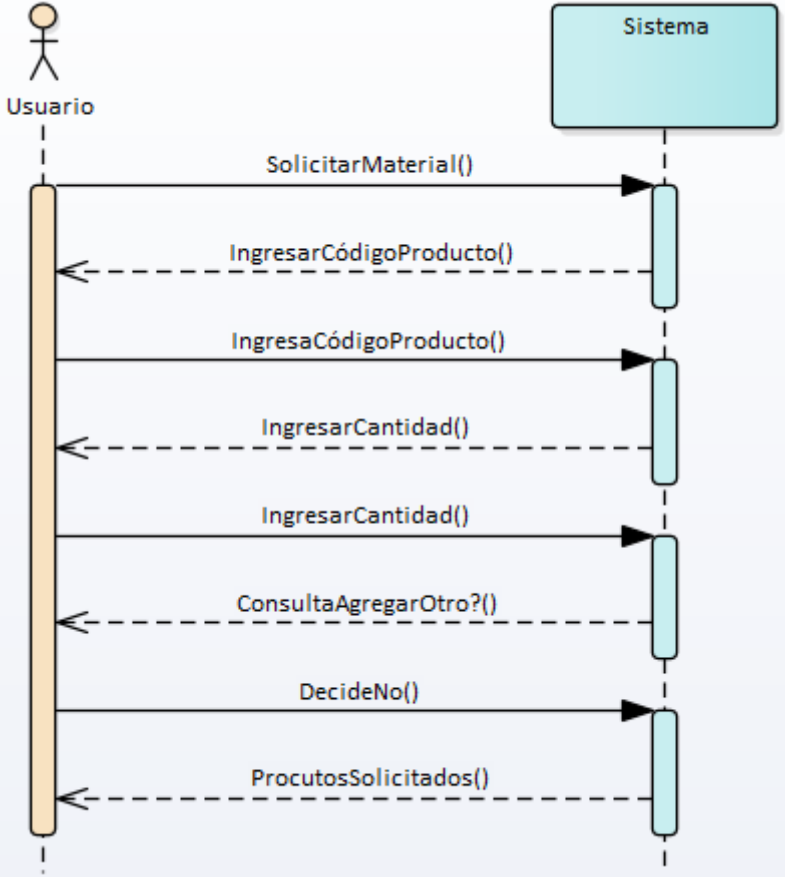 Usuario
Sistema
SolicitarMaterial()
IngresarCódigoProducto()
IngresaCódigoProducto()
IngresarCantidad()
IngresarCantidad()
ConsultaAgregarOtro?()
DecideNo()
ProcutosSolicitados()